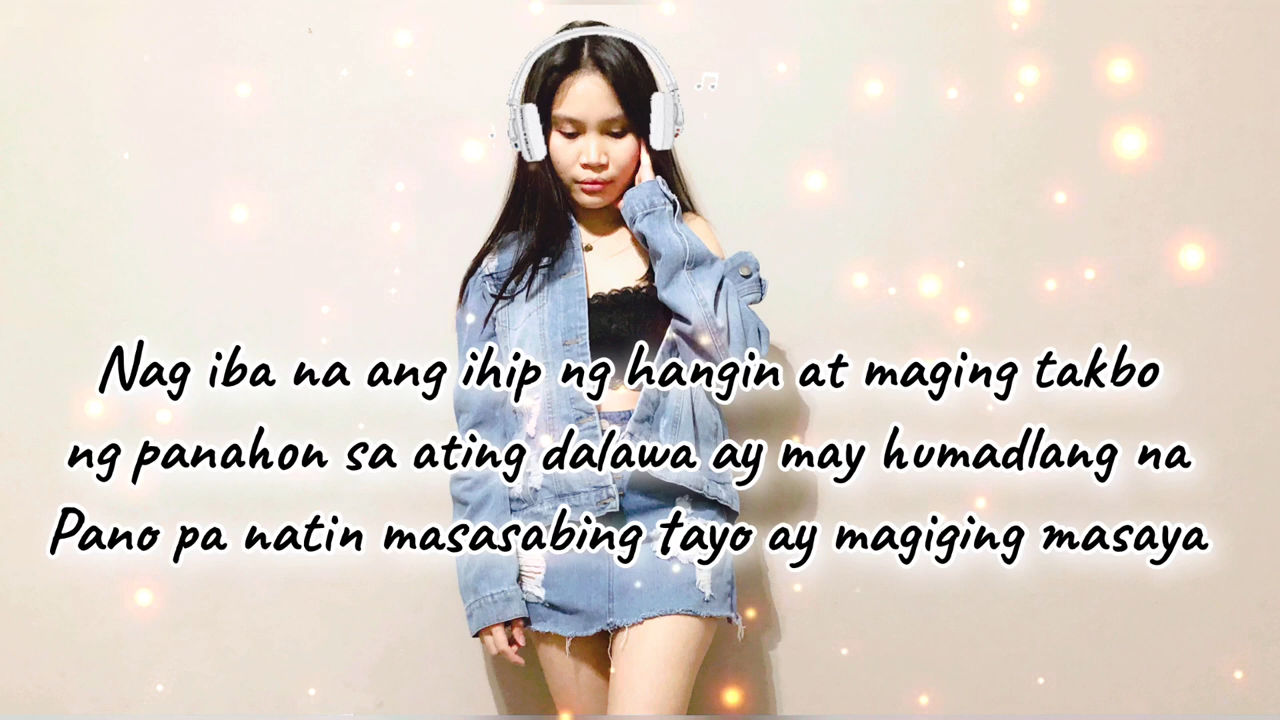 Nag iba na ang ihip ng hangin at maging takbo
ng panahon sa ating dalawa ay may humadlang na
Pano pa natin masasabing tayo ay magiging masaya